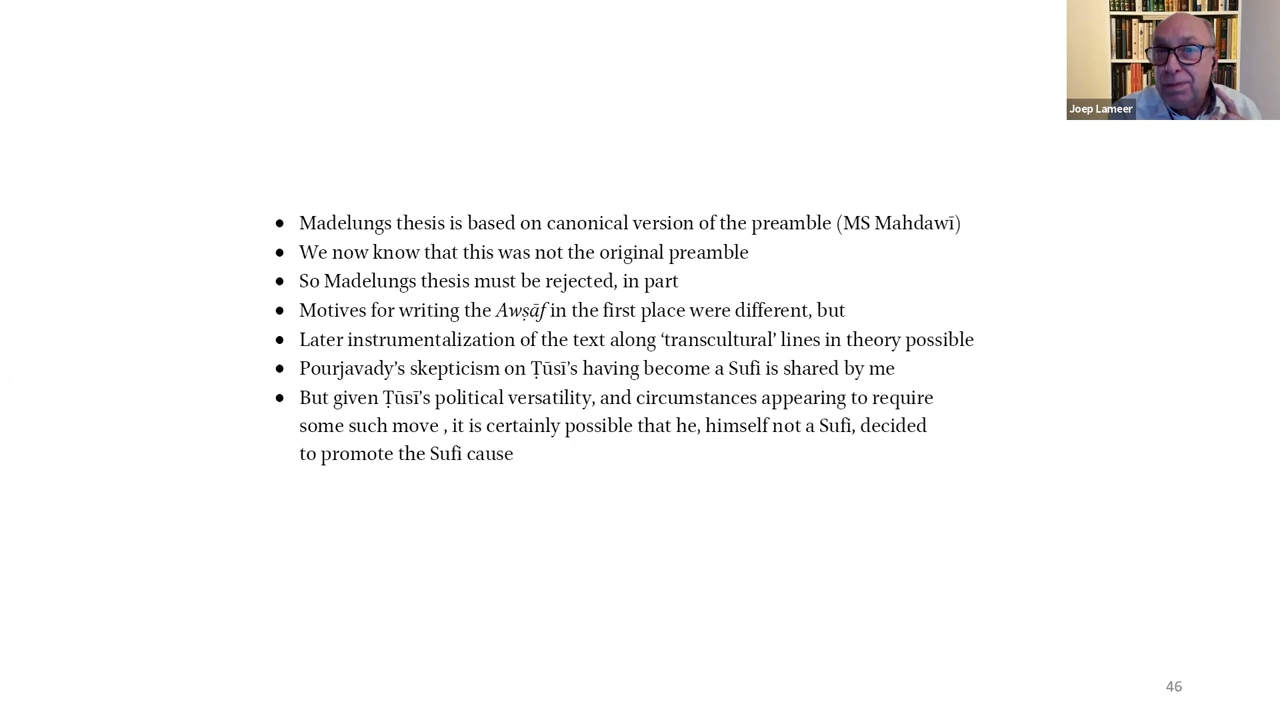 Joep Lameer
● Madelungs thesis is based on canonical version of the preamble (MS Mahdawī)
● We now know that this was not the original preamble
● So Madelungs thesis must be rejected, in part
● Motives for writing the Awṣāf in the first place were different, but
● Later instrumentalization of the text along ‘transcultural’ lines in theory possible
● Pourjavady’s skepticism on Ṭūsī’s having become a Sufi is shared by me
● But given Ṭūsī’s political versatility, and circumstances appearing to require
some such move , it is certainly possible that he, himself not a Sufi, decided
to promote the Sufi cause
46